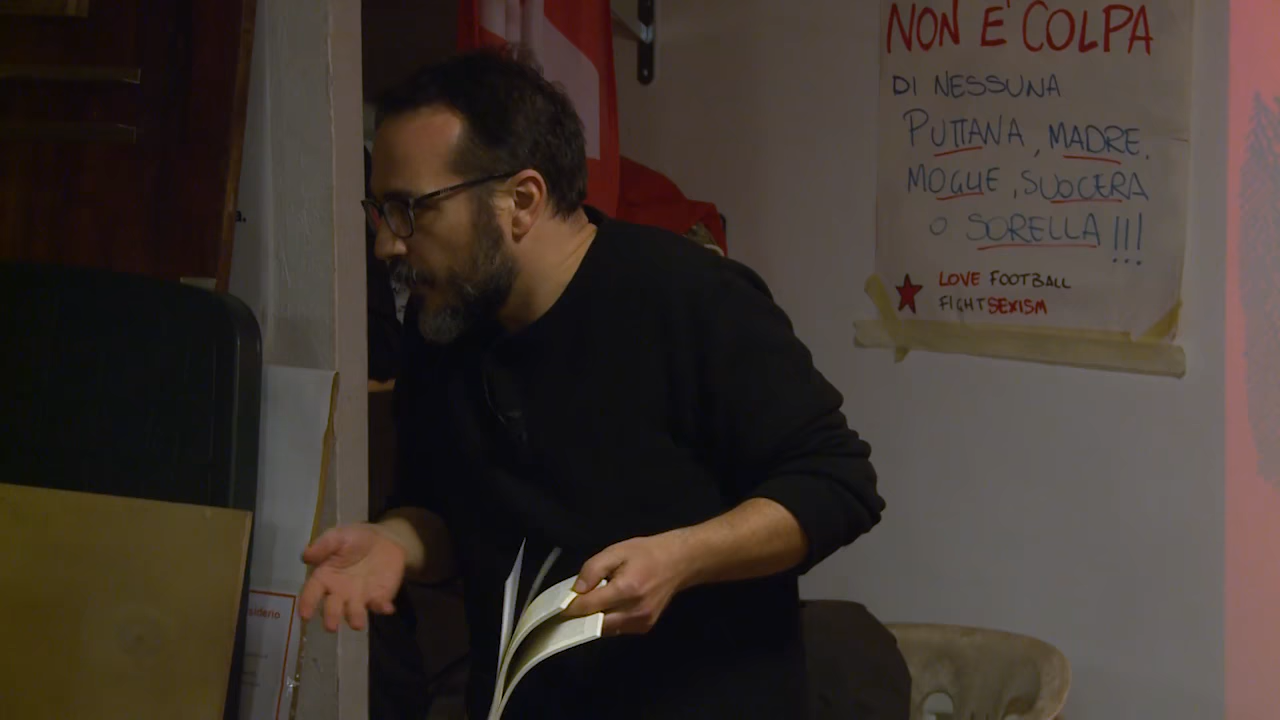 NON E' COLPA
DI NESSUNA
PUTTANA, MADRE,
MOGLIE, SUOCERA
O SORELLA !!!
LOVE FOOTBALL
FIGHT SEXISM